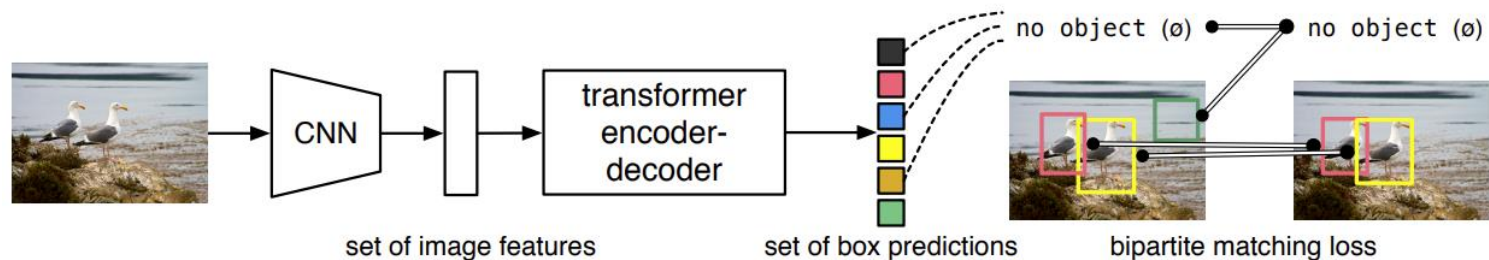 no object (ø)
no object (ø)
CNN
transformer
encoder-
decoder
set of image features
set of box predictions
bipartite matching loss